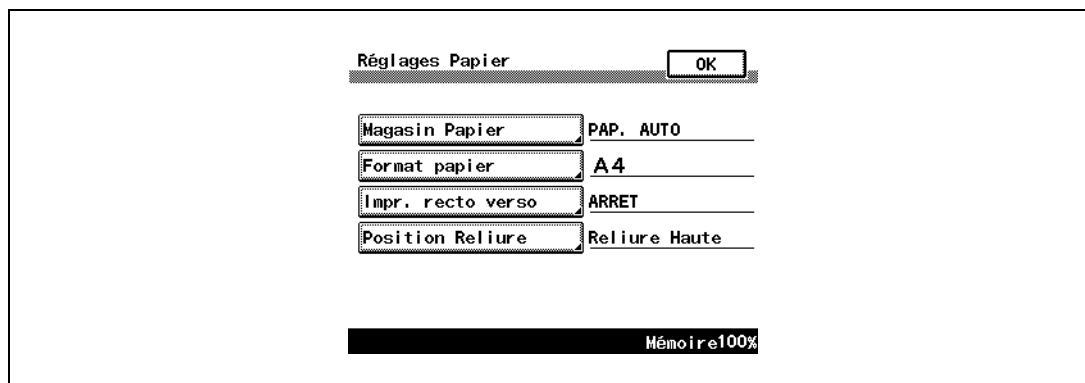 Réglages Papier OK
Magasin Papier PAP. AUTO
Format papier A4
Impr. recto verso ARRET
Position Reliure Reliure Haute
Mémoire100%